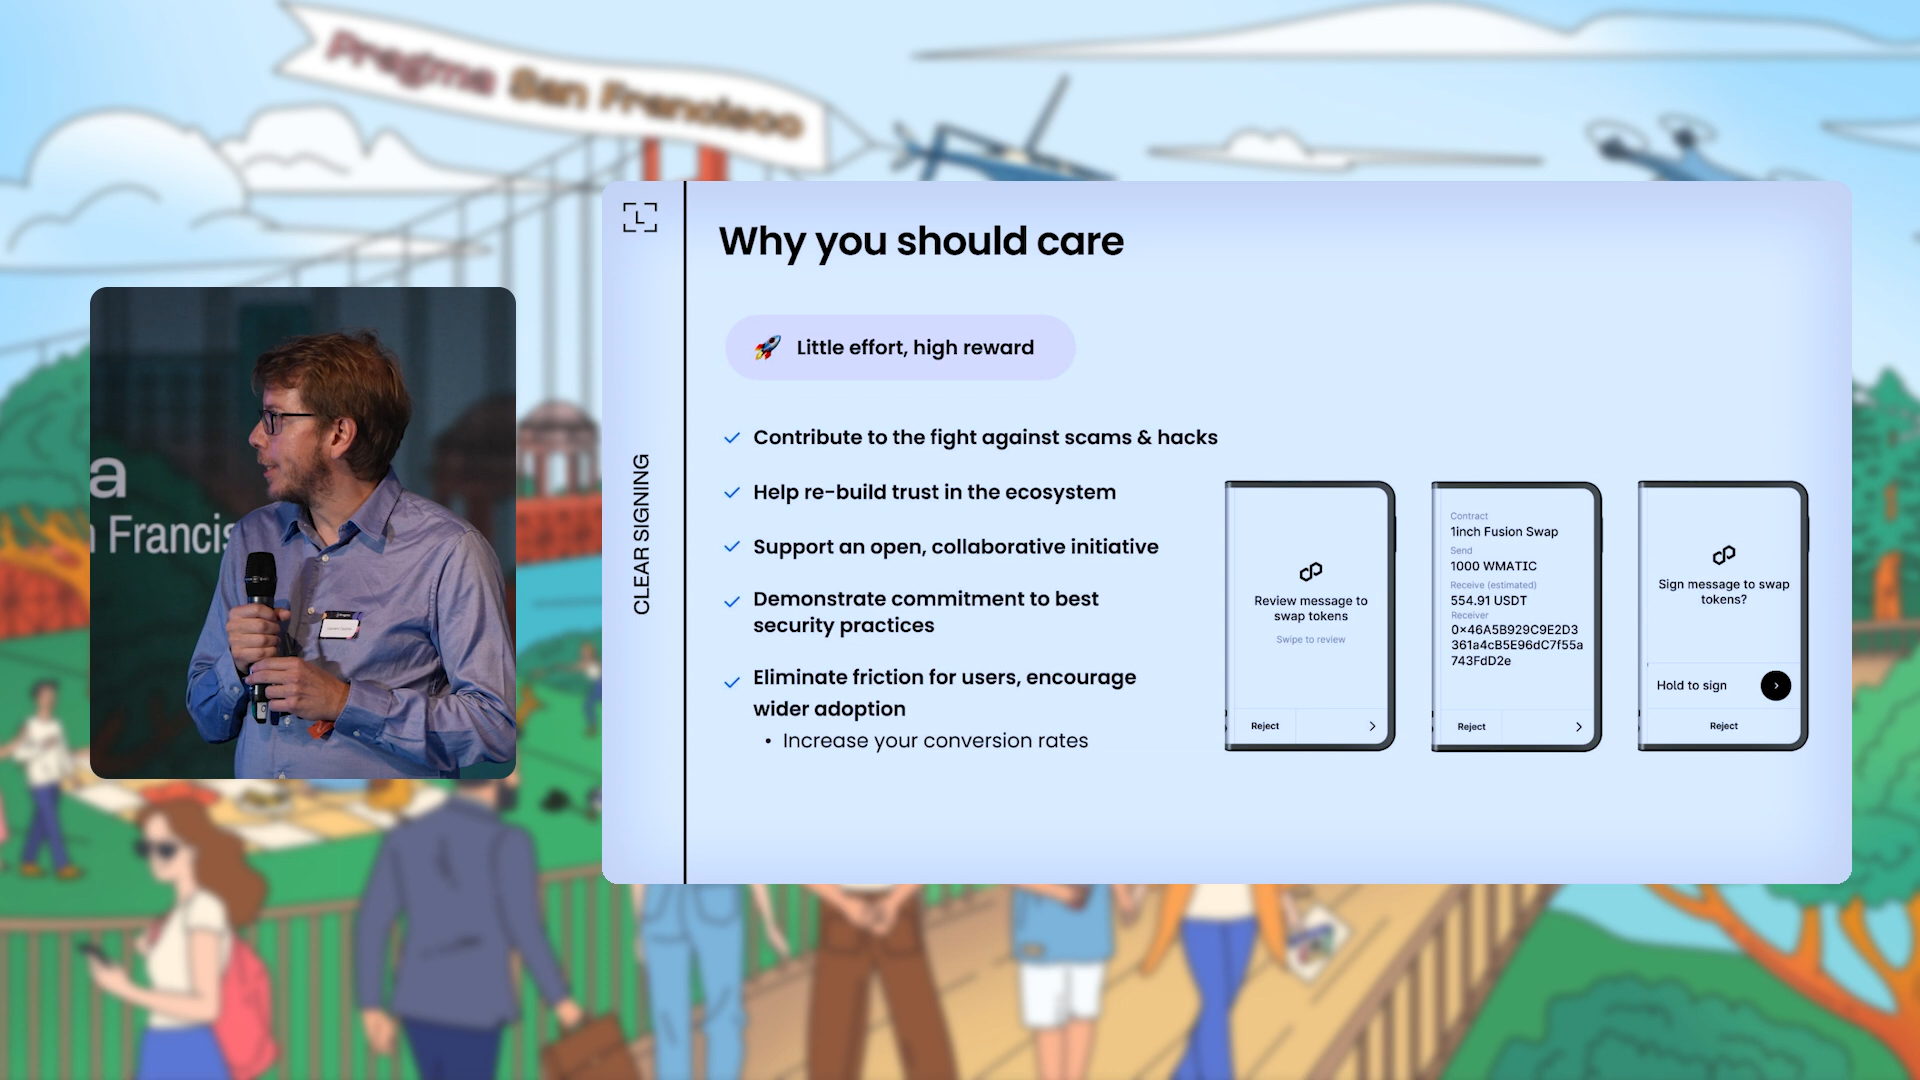 Pragma San Francisco
a
Francis
L
CLEAR SIGNING
Why you should care
Little effort, high reward
Contribute to the fight against scams & hacks
Help re-build trust in the ecosystem
Support an open, collaborative initiative
Demonstrate commitment to best
security practices
Eliminate friction for users, encourage
wider adoption
• Increase your conversion rates
Review message to
swap tokens
Swipe to review
Reject
Contract
1inch Fusion Swap
Send
1000 WMATIC
Receive (estimated)
554.91 USDT
Receiver
0×46A5B929C9E2D3
361a4cB5E96dC7f55a
743FdD2e
Reject
Sign message to swap
tokens?
Hold to sign
Reject